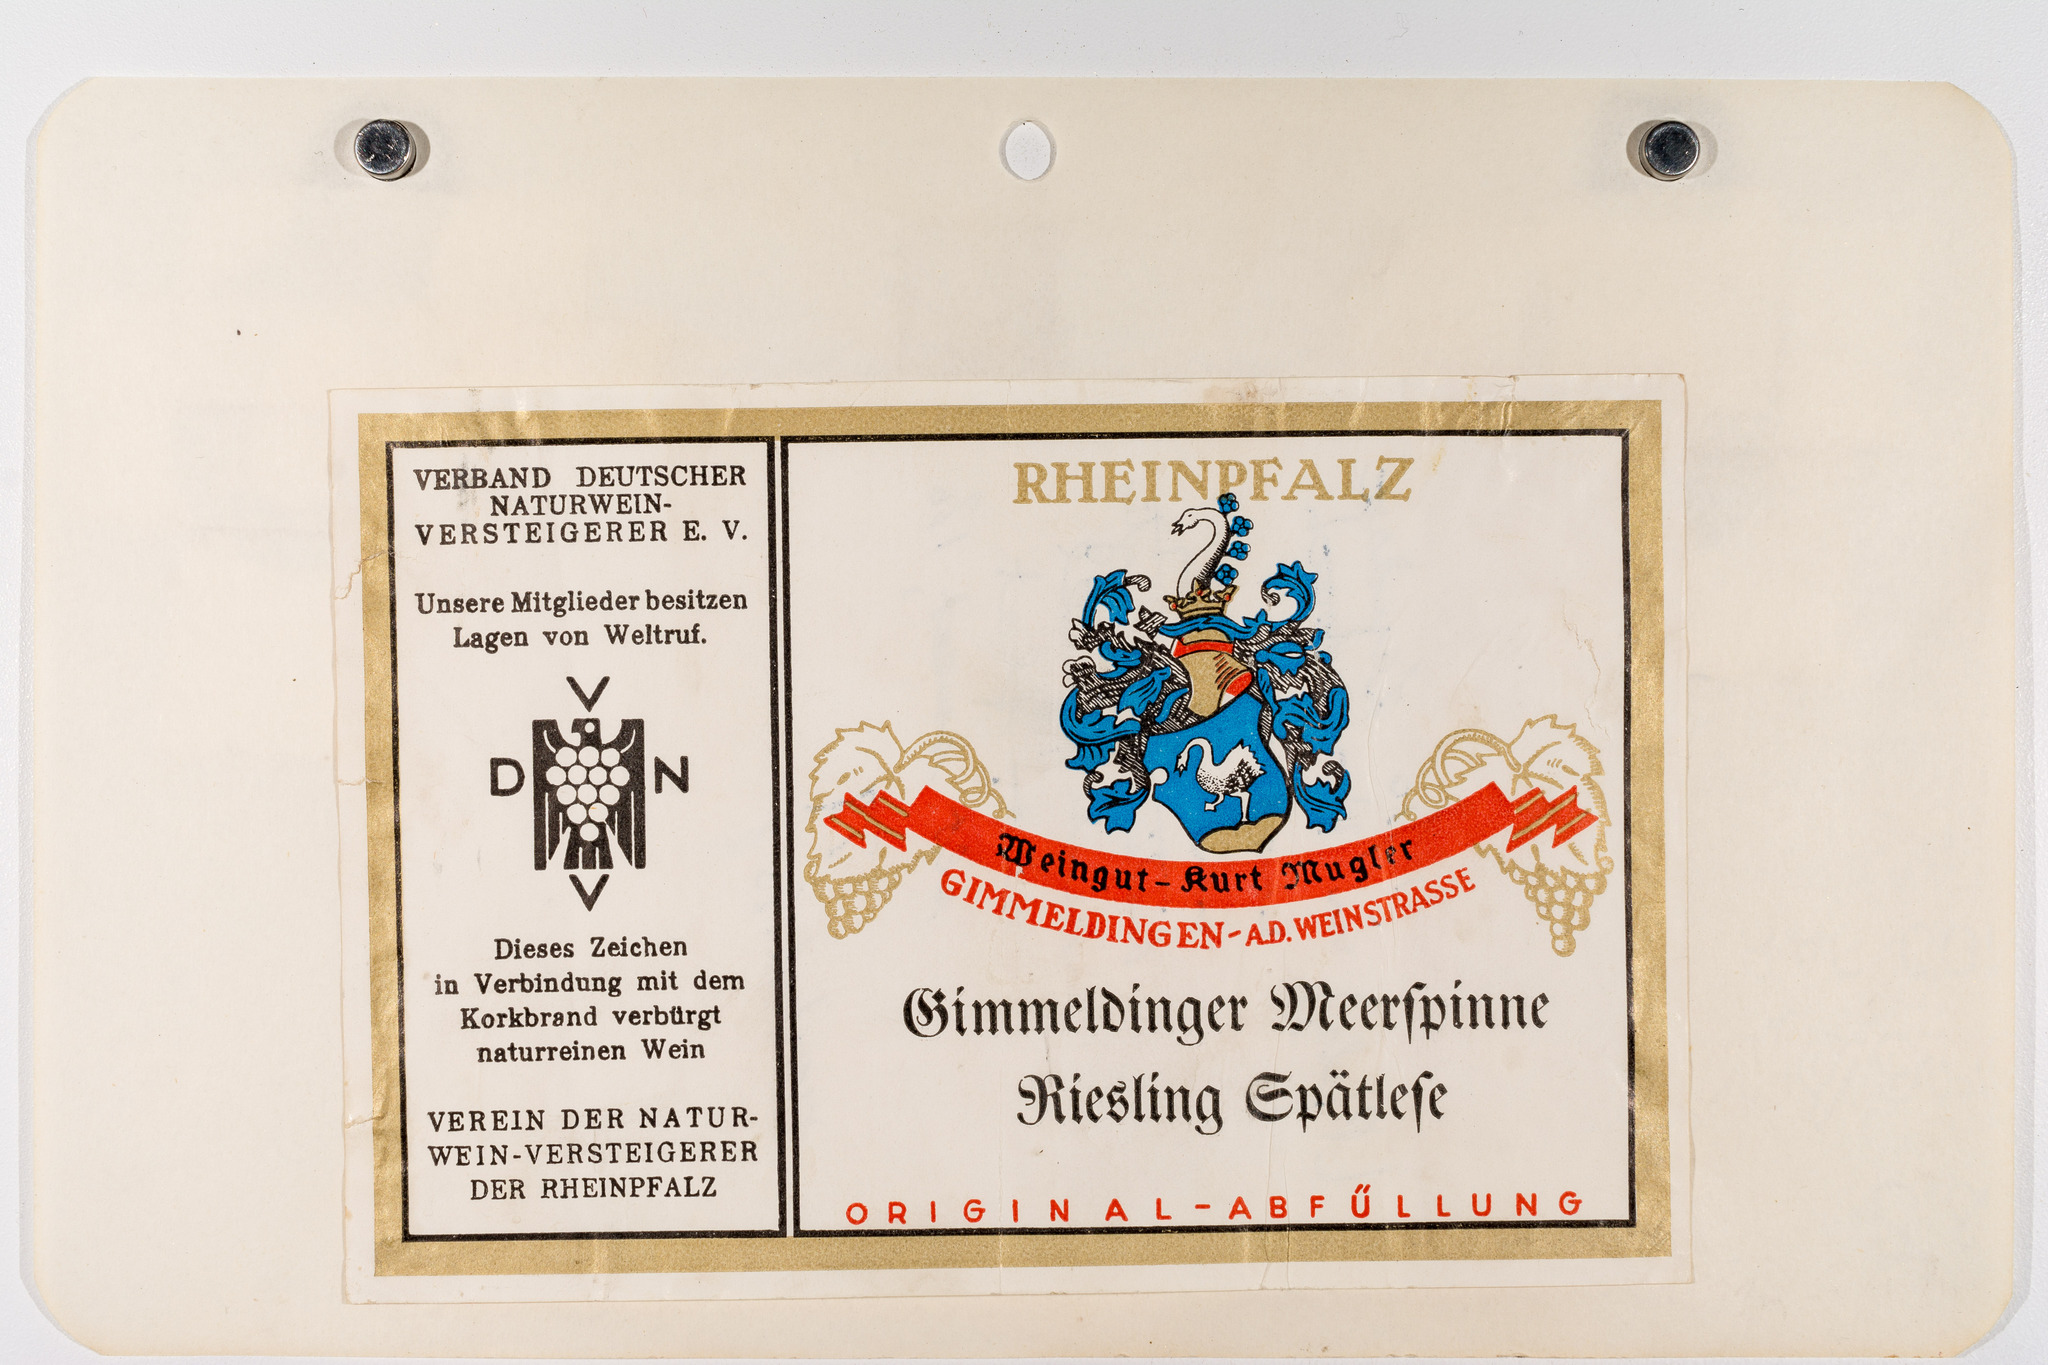 VERBAND DEUTSCHER
NATURWEIN-
VERSTEIGERER E. V.
Unsere Mitglieder besitzen
Lagen von Weltruf.
V
D N
V
Dieses Zeichen
in Verbindung mit dem
Korkbrand verbürgt
naturreinen Wein
VEREIN DER NATUR-
WEIN-VERSTEIGERER
DER RHEINPFALZ
RHEINPFALZ
Weingut-Kurt Mugler
GIMMELDINGEN-A.D. WEINSTRASSE
Gimmeldinger Meerſpinne
Riesling Spätleſe
ORIGINAL-ABFÜLLUNG